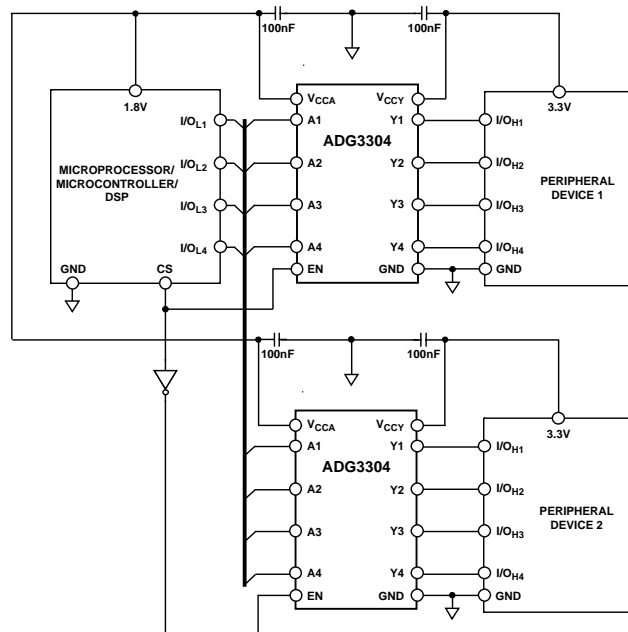 100nF
100nF
1.8V
I/OL1
I/OL2
I/OL3
I/OL4
MICROPROCESSOR/
MICROCONTROLLER/
DSP
GND
CS
VCCA
VCCY
A1
Y1
ADG3304
A2
Y2
A3
Y3
A4
Y4
EN
GND
3.3V
I/OH1
I/OH2
I/OH3
I/OH4
GND
PERIPHERAL
DEVICE 1
100nF
100nF
VCCA
VCCY
A1
Y1
ADG3304
A2
Y2
A3
Y3
A4
Y4
EN
GND
3.3V
I/OH1
I/OH2
I/OH3
I/OH4
GND
PERIPHERAL
DEVICE 2